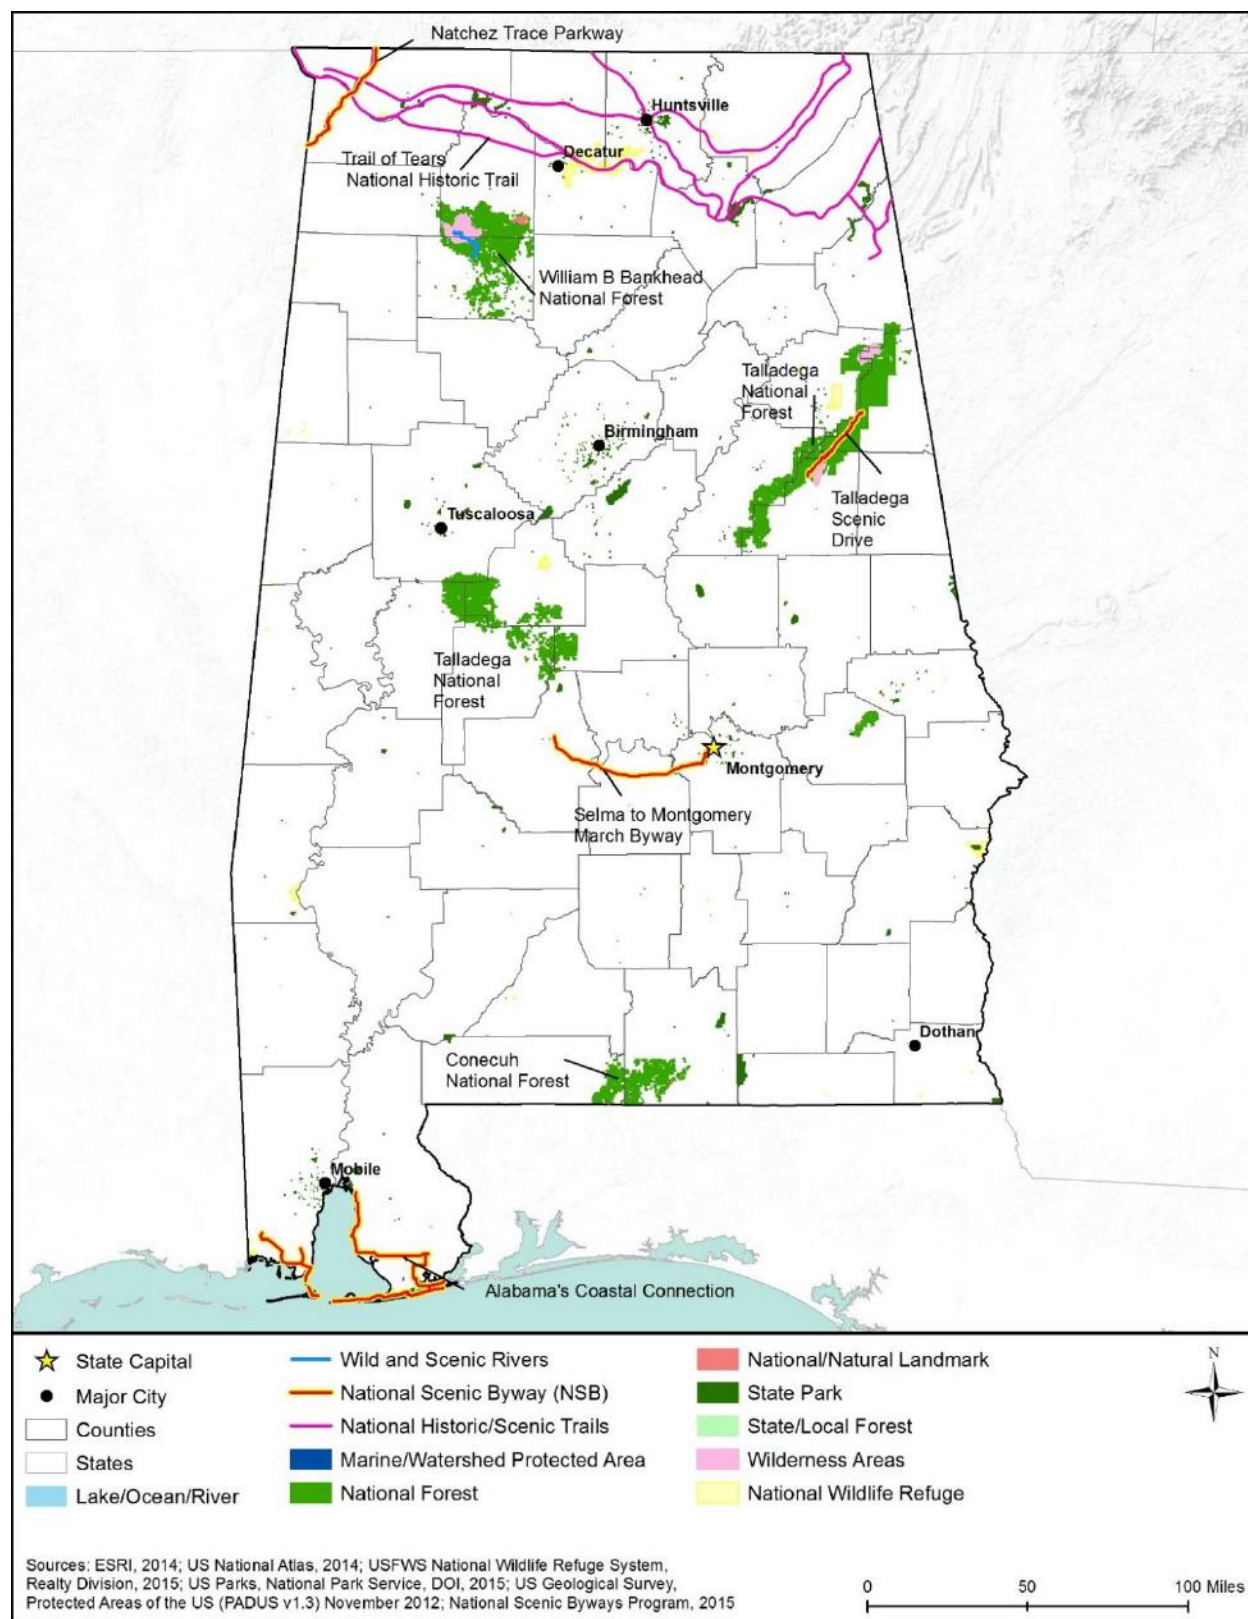 Natchez Trace Parkway
Huntsville
Decatur
Trail of Tears
National Historic Trail
William B Bankhead
National Forest
Talladega
National
Forest
Birmingham
Talladega
Scenic
Drive
Tuscaloosa
Talladega
National
Forest
Montgomery
Selma to Montgomery
March Byway
Dothan
Conecuh
National Forest
Mobile
Alabama's Coastal Connection
State Capital
Major City
Counties
States
Lake/Ocean/River
Wild and Scenic Rivers
National Scenic Byway (NSB)
National Historic/Scenic Trails
Marine/Watershed Protected Area
National Forest
National/Natural Landmark
State Park
State/Local Forest
Wilderness Areas
National Wildlife Refuge
N
Sources: ESRI, 2014; US National Atlas, 2014; USFWS National Wildlife Refuge System,
Realty Division, 2015; US Parks, National Park Service, DOI, 2015; US Geological Survey,
Protected Areas of the US (PADUS v1.3) November 2012; National Scenic Byways Program, 2015
0 50 100 Miles